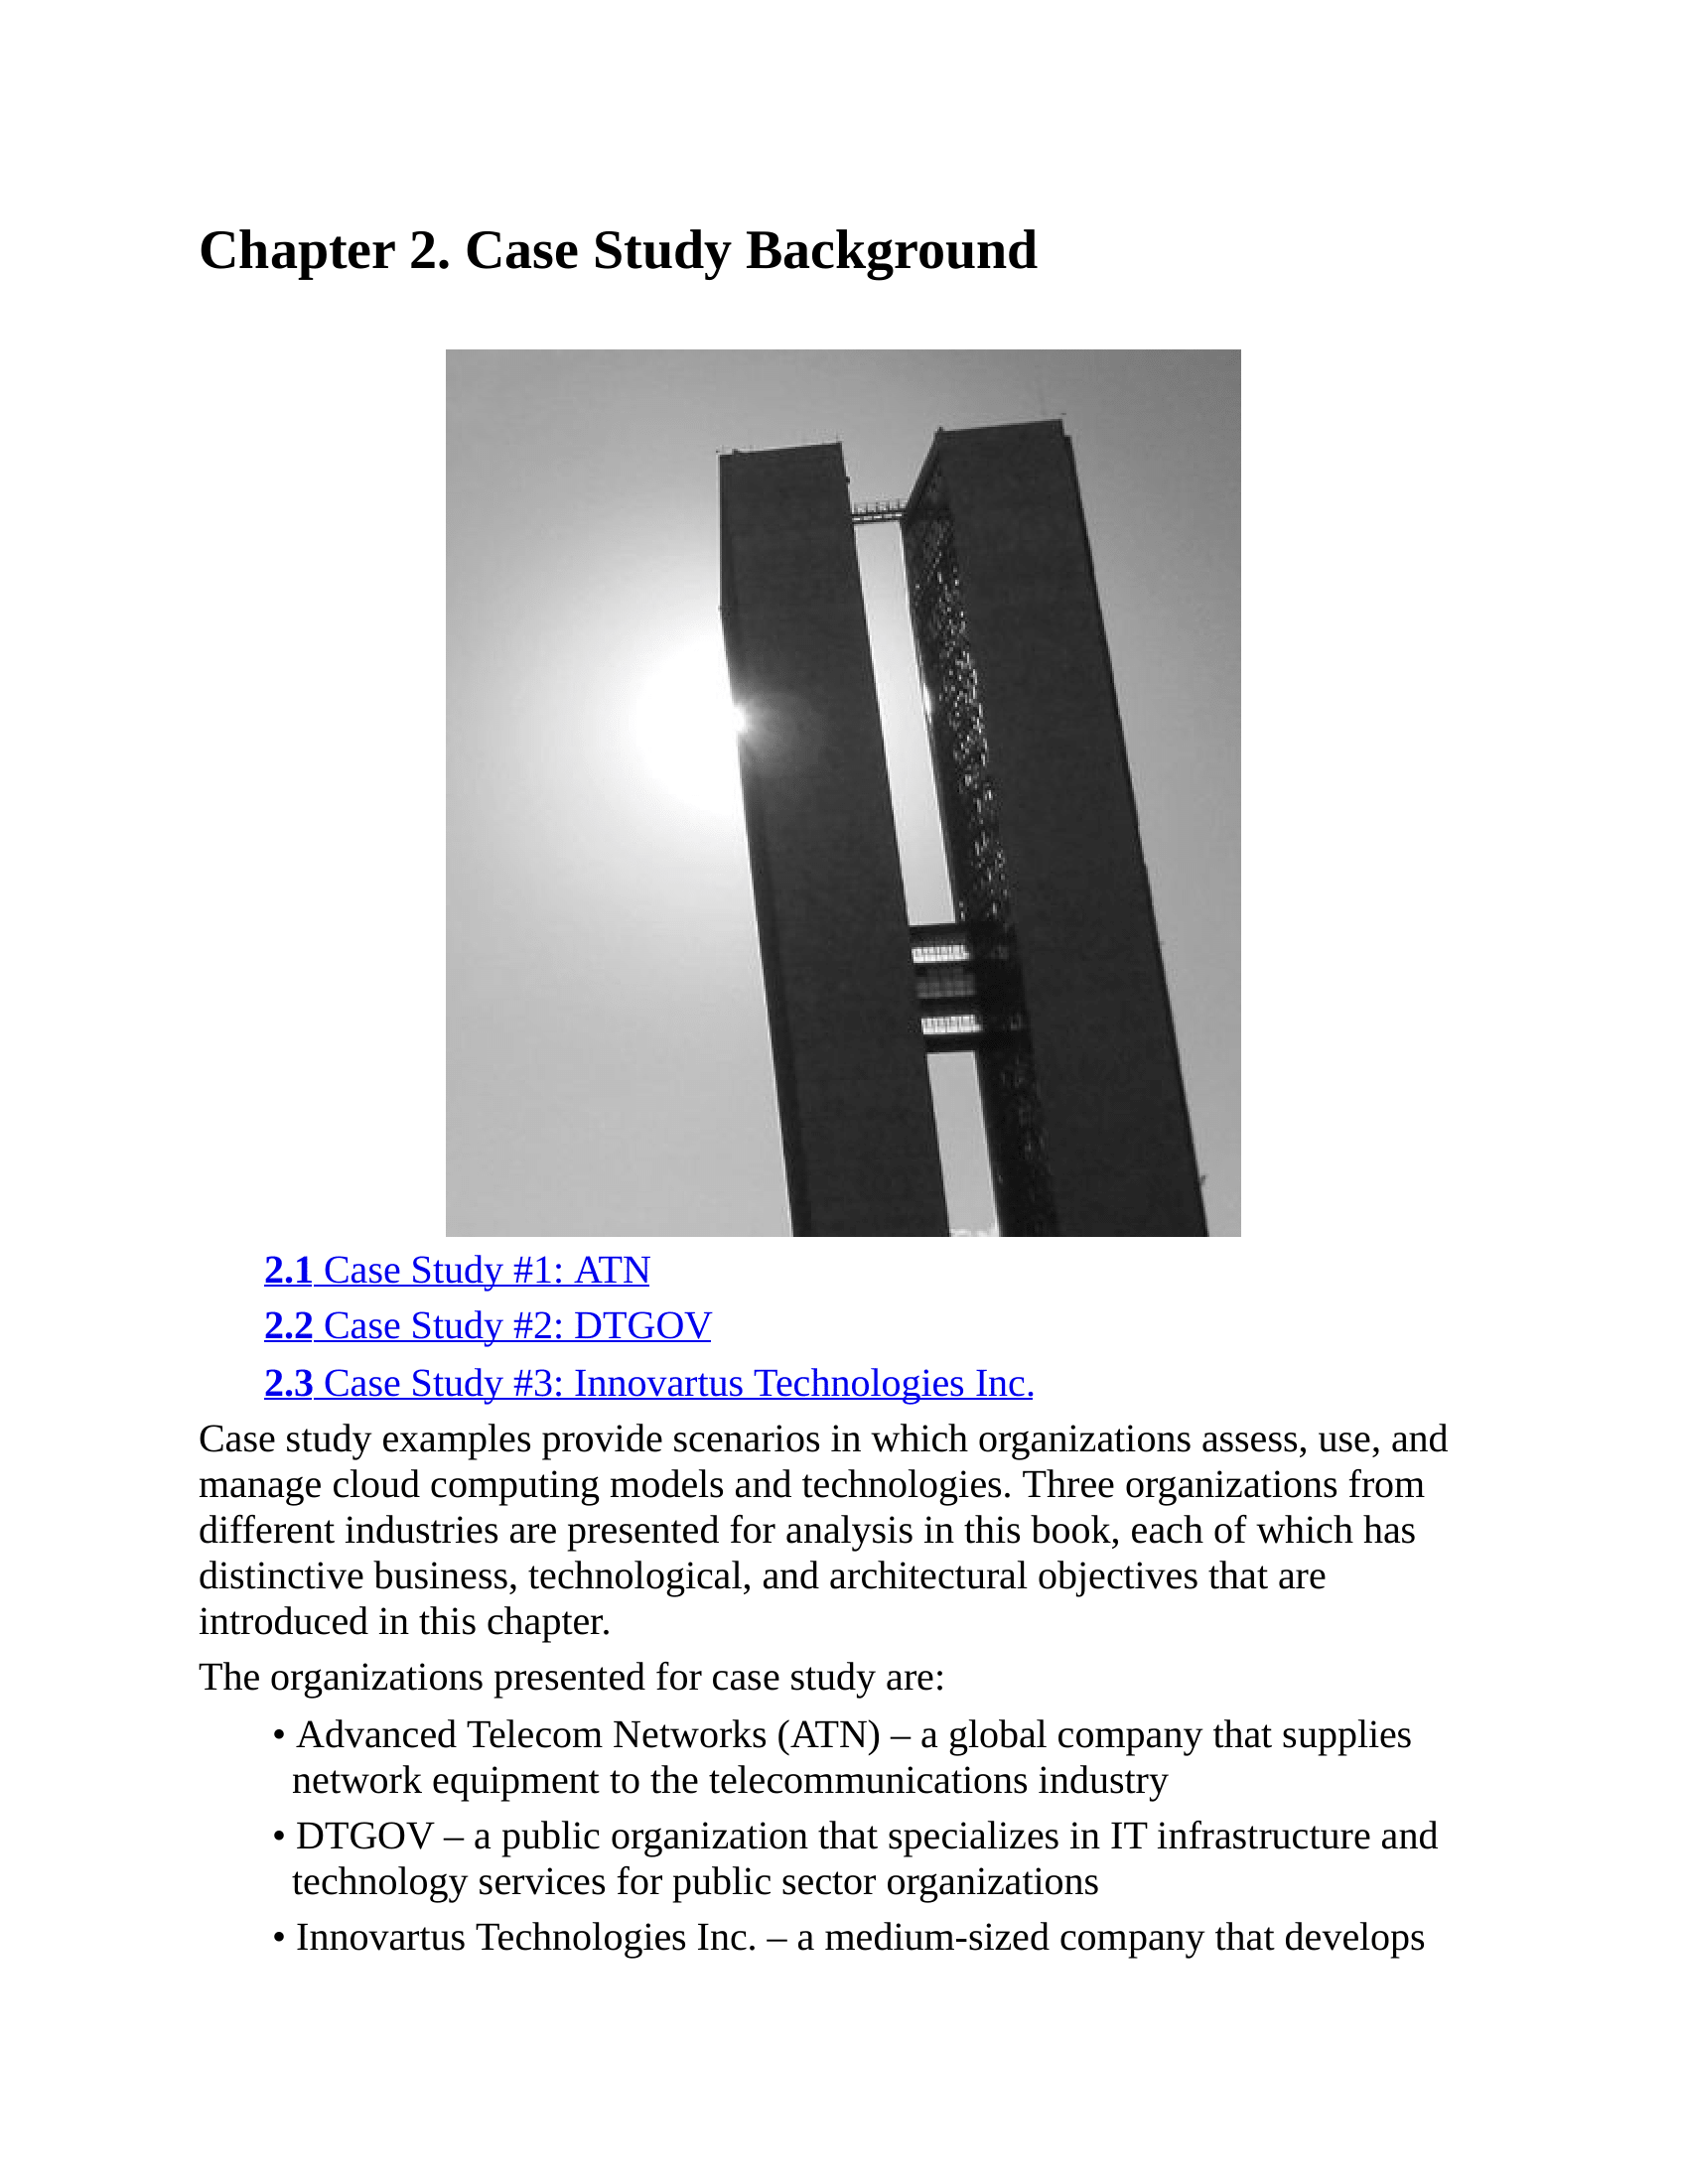 Chapter 2. Case Study Background
2.1 Case Study #1: ATN
2.2 Case Study #2: DTGOV
2.3 Case Study #3: Innovartus Technologies Inc.
Case study examples provide scenarios in which organizations assess, use, and
manage cloud computing models and technologies. Three organizations from
different industries are presented for analysis in this book, each of which has
distinctive business, technological, and architectural objectives that are
introduced in this chapter.
The organizations presented for case study are:
• Advanced Telecom Networks (ATN) – a global company that supplies
network equipment to the telecommunications industry
• DTGOV – a public organization that specializes in IT infrastructure and
technology services for public sector organizations
• Innovartus Technologies Inc. – a medium-sized company that develops